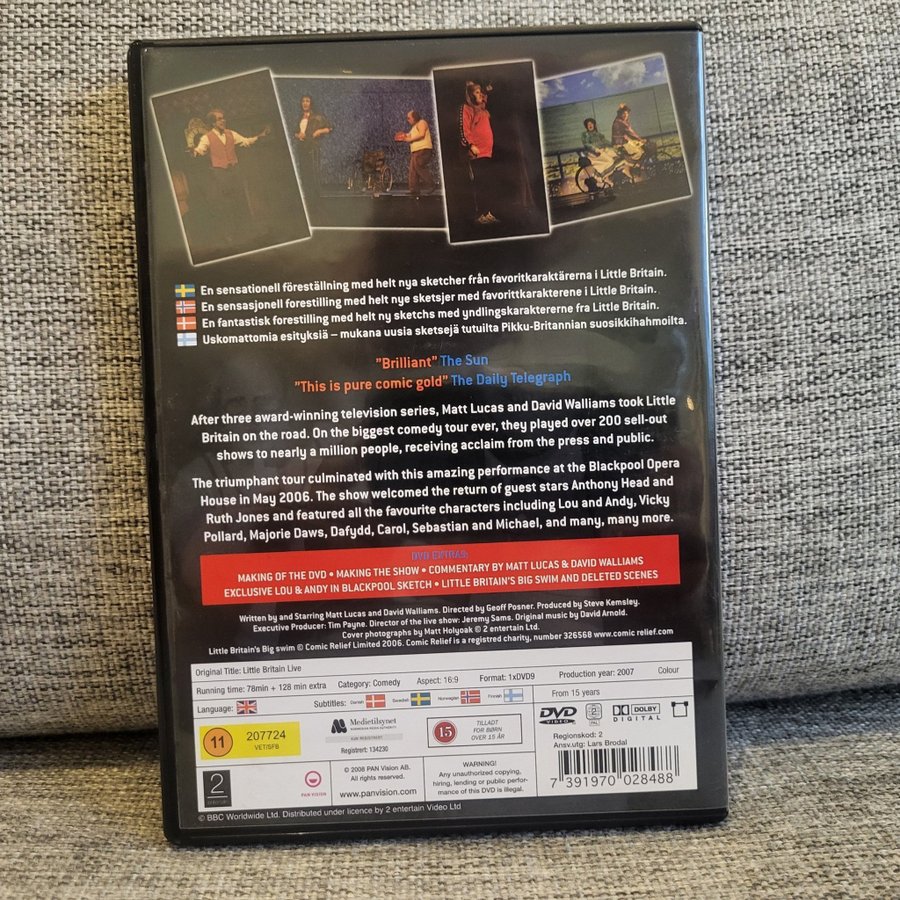 En sensationell föreställning med helt nya sketcher från favoritkaraktärerna i Little Britain.
En sensasjonell forestilling med helt nye sketsjer med favorittkarakterene i Little Britain.
En fantastisk forestilling med helt ny sketchs med yndlingskaraktererne fra Little Britain.
Uskomattomia esityksiä – mukana uusia sketsejä tutuilta Pikku-Britannian suosikkihahmoilta.
"Brilliant" The Sun
"This is pure comic gold" The Daily Telegraph
After three award-winning television series, Matt Lucas and David Walliams took Little
Britain on the road. On the biggest comedy tour ever, they played over 200 sell-out
shows to nearly a million people, receiving acclaim from the press and public.
The triumphant tour culminated with this amazing performance at the Blackpool Opera
House in May 2006. The show welcomed the return of guest stars Anthony Head and
Ruth Jones and featured all the favourite characters including Lou and Andy, Vicky
Pollard, Majorie Daws, Dafydd, Carol, Sebastian and Michael, and many, many more.
DVD EXTRAS:
MAKING OF THE DVD • MAKING THE SHOW • COMMENTARY BY MATT LUCAS & DAVID WALLIAMS
EXCLUSIVE LOU & ANDY IN BLACKPOOL SKETCH • LITTLE BRITAIN'S BIG SWIM AND DELETED SCENES
Written by and Starring Matt Lucas and David Walliams. Directed by Geoff Posner. Produced by Steve Kemsley.
Executive Producer: Tim Payne. Director of the live show: Jeremy Sams. Original music by David Arnold.
Cover photographs by Matt Holyoak © 2 entertain Ltd.
Little Britain's Big swim © Comic Relief Limited 2006. Comic Relief is a registred charity, number 326568 www.comic relief.com
Original Title: Little Britain Live
Running time: 78min + 128 min extra Category: Comedy Aspect: 16:9 Format: 1xDVD9 Production year: 2007 Colour
Language: Subtitles: Danish Swedish Norwegian Finnish From 15 years
11 207724
VET/SFB
Medietilsynet
NORWEGIAN MEDIA AUTHORITY
Registrert: 134230
15 TILLADT
FOR BØRN
OVER 15 ÅR
DVD
VIDEO
PAL
DOLBY
DIGITAL
Regionskod: 2
Ansv.utg: Lars Brodal
7 391970 028488
2
entertain
PAN VISION
© 2008 PAN Vision AB.
All rights reserved.
www.panvision.com
WARNING!
Any unauthorized copying,
hiring, lending or public perfor-
mance of this DVD is illegal.
© BBC Worldwide Ltd. Distributed under licence by 2 entertain Video Ltd